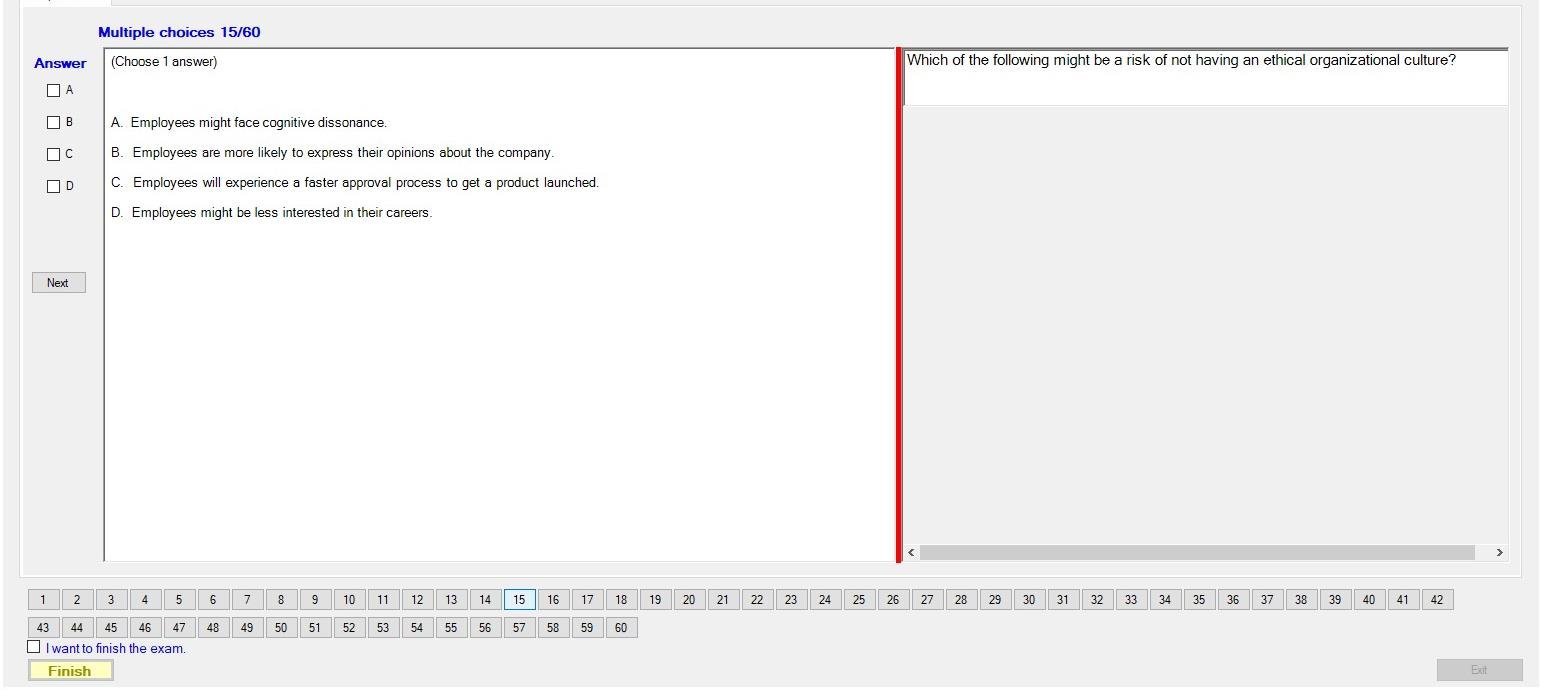 Multiple choices 15/60
Answer
(Choose 1 answer)
Which of the following might be a risk of not having an ethical organizational culture?
A
B
A. Employees might face cognitive dissonance.
C
B. Employees are more likely to express their opinions about the company.
D
C. Employees will experience a faster approval process to get a product launched.
D. Employees might be less interested in their careers.
Next
1 2 3 4 5 6 7 8 9 10 11 12 13 14 15 16 17 18 19 20 21 22 23 24 25 26 27 28 29 30 31 32 33 34 35 36 37 38 39 40 41 42
43 44 45 46 47 48 49 50 51 52 53 54 55 56 57 58 59 60
I want to finish the exam.
Finish
Exit